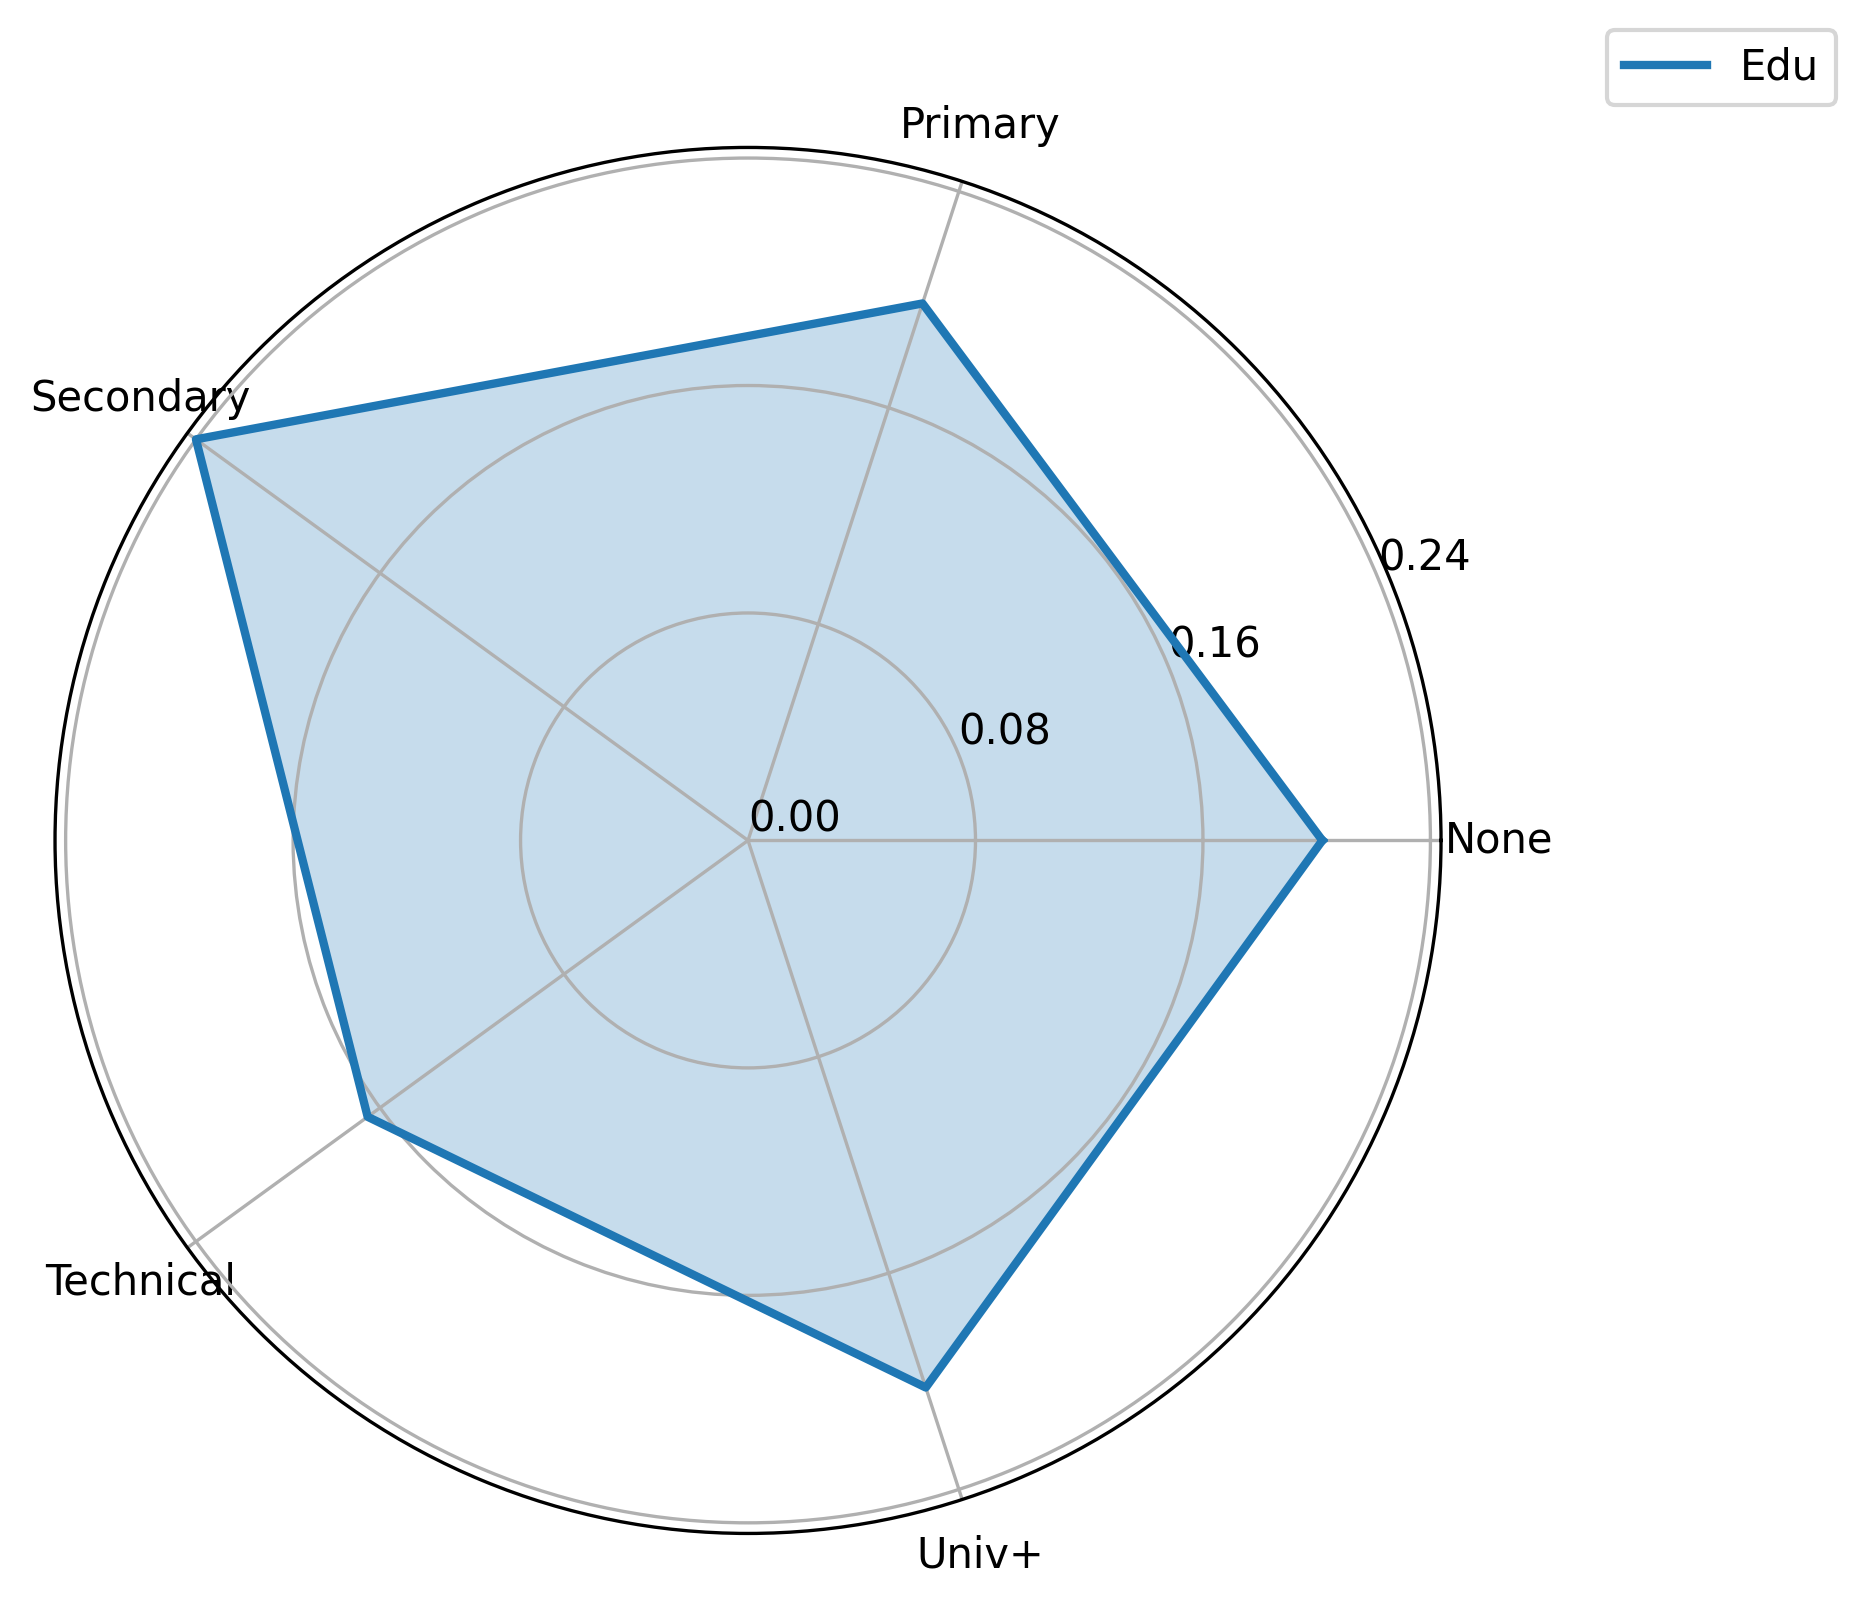 Edu
Primary
Secondary
0.24
0.16
0.08
0.00
None
Technical
Univ+